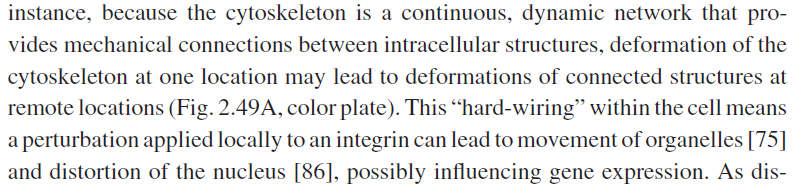 instance, because the cytoskeleton is a continuous, dynamic network that pro-
vides mechanical connections between intracellular structures, deformation of the
cytoskeleton at one location may lead to deformations of connected structures at
remote locations (Fig. 2.49A, color plate). This “hard-wiring” within the cell means
a perturbation applied locally to an integrin can lead to movement of organelles [75]
and distortion of the nucleus [86], possibly influencing gene expression. As dis-